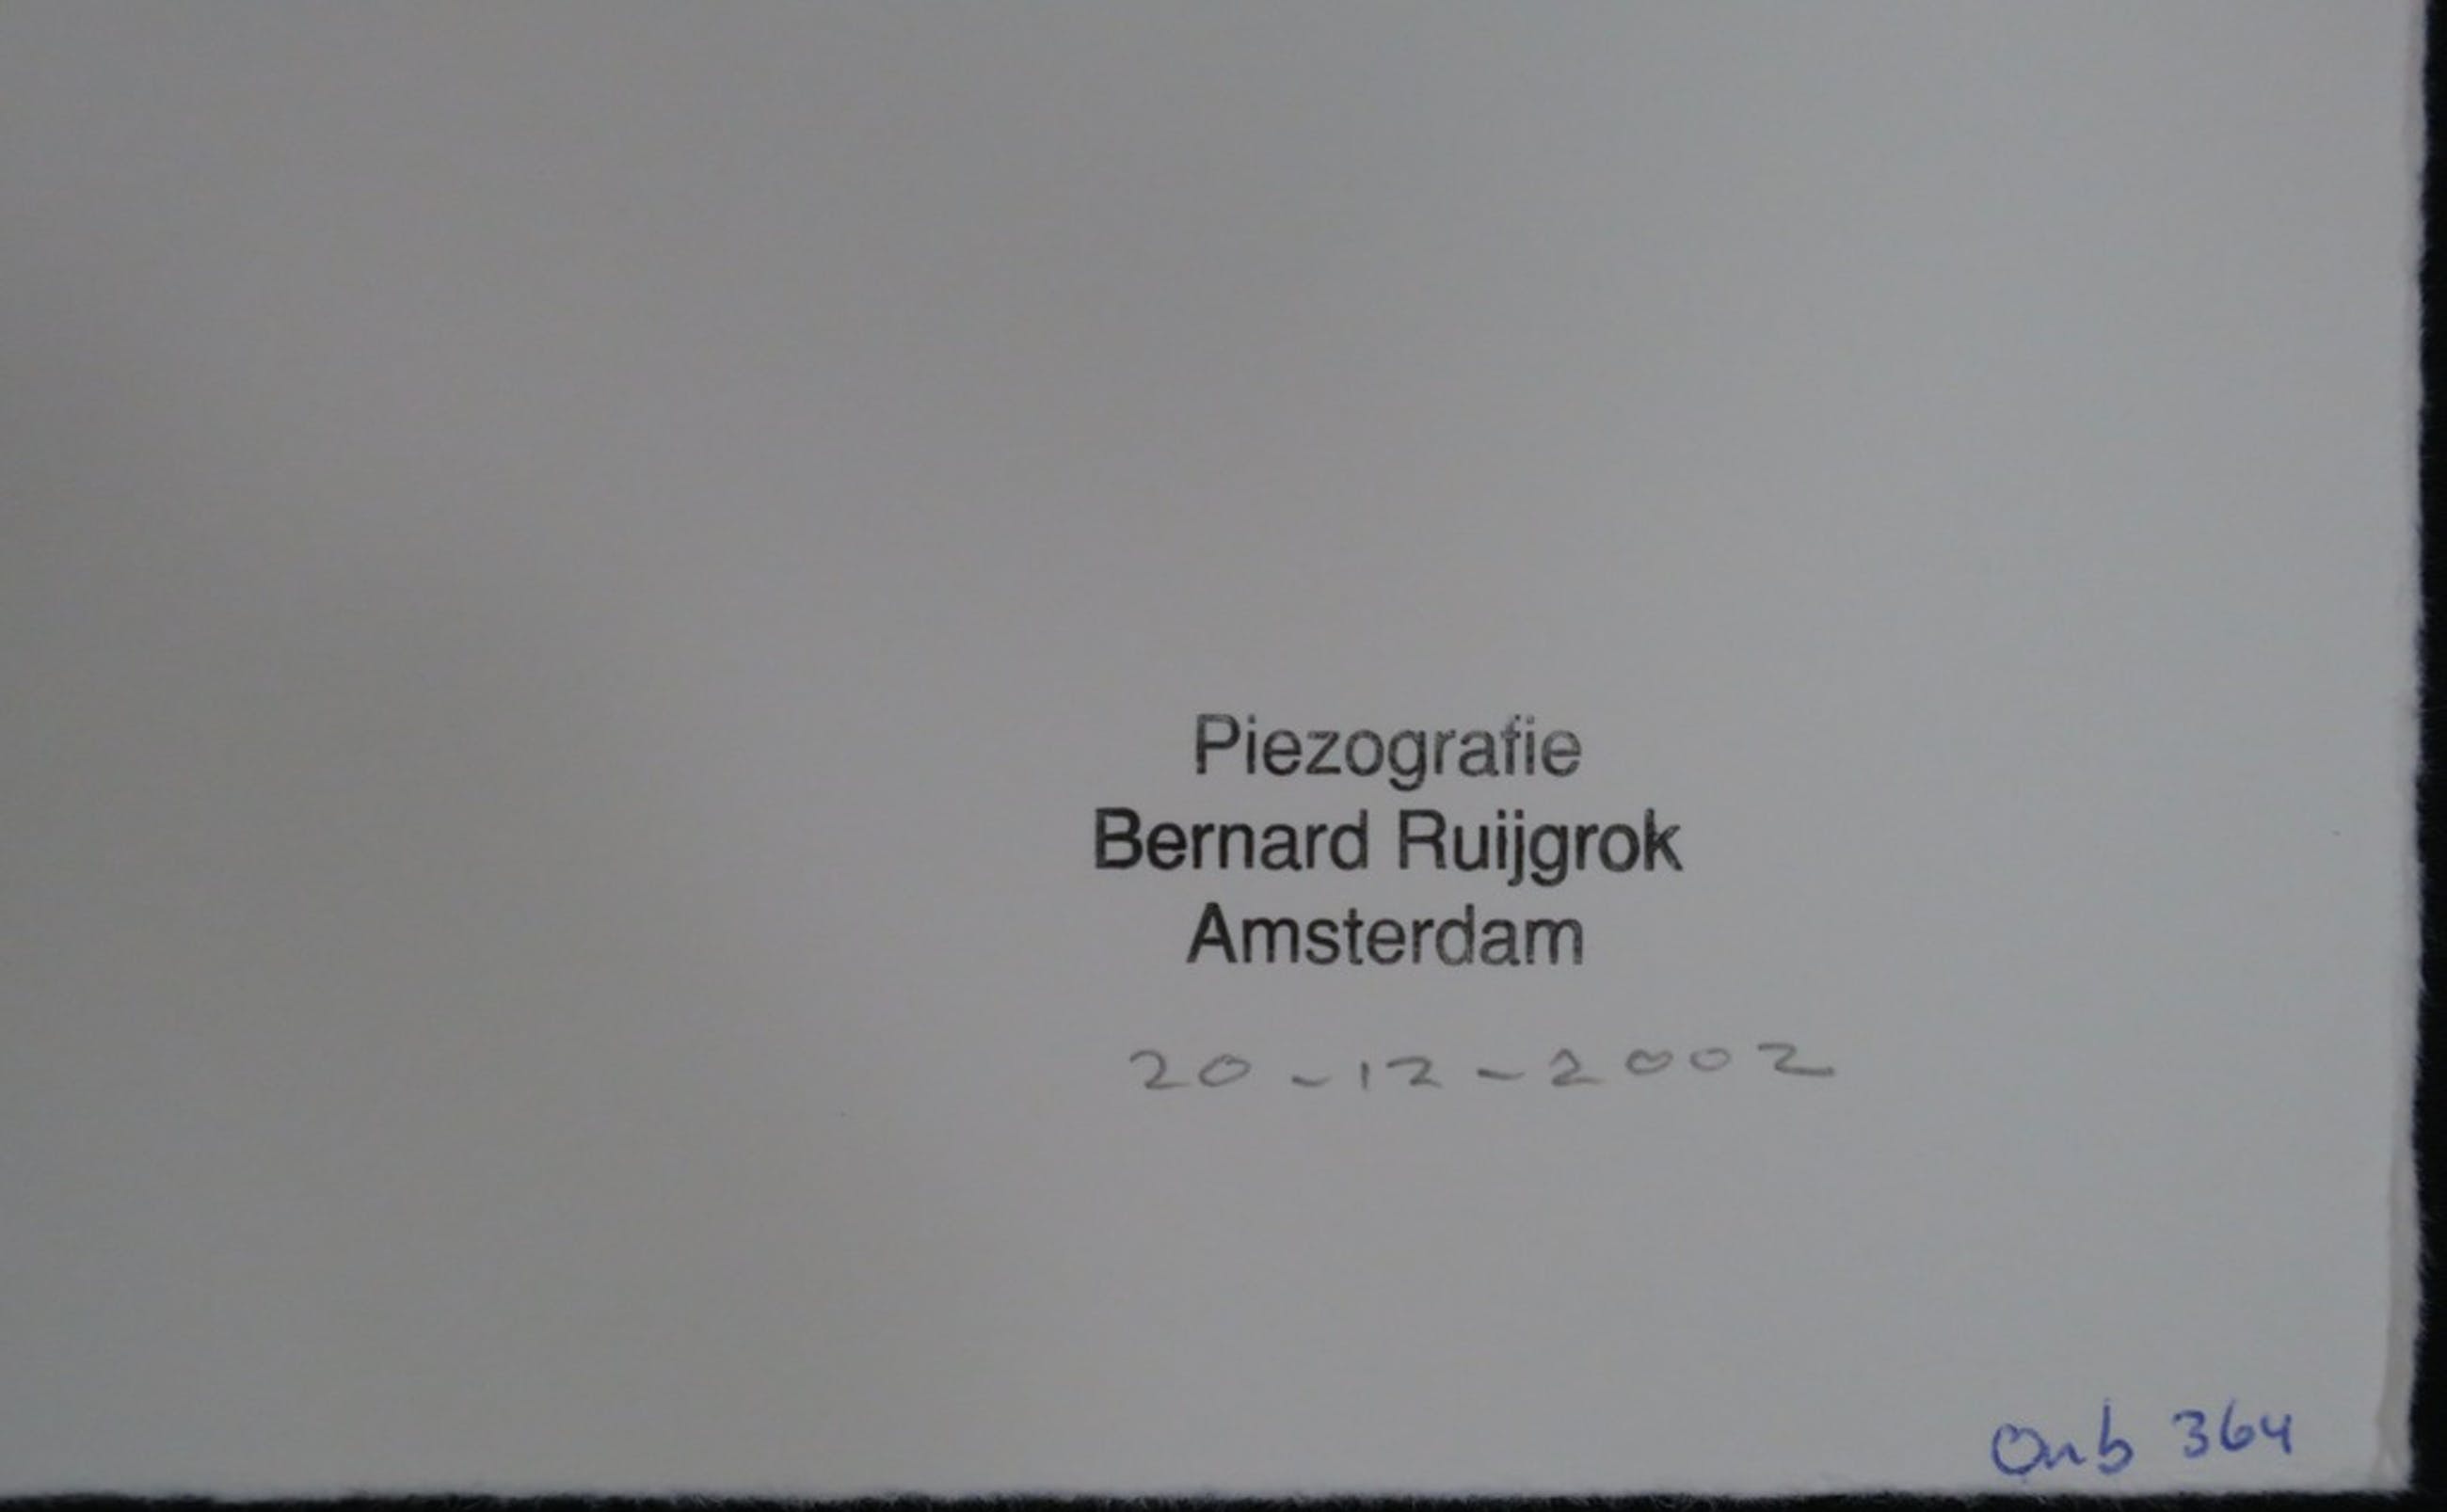 Piezografie
Bernard Ruijgrok
Amsterdam
20-12-2002
Onb 364